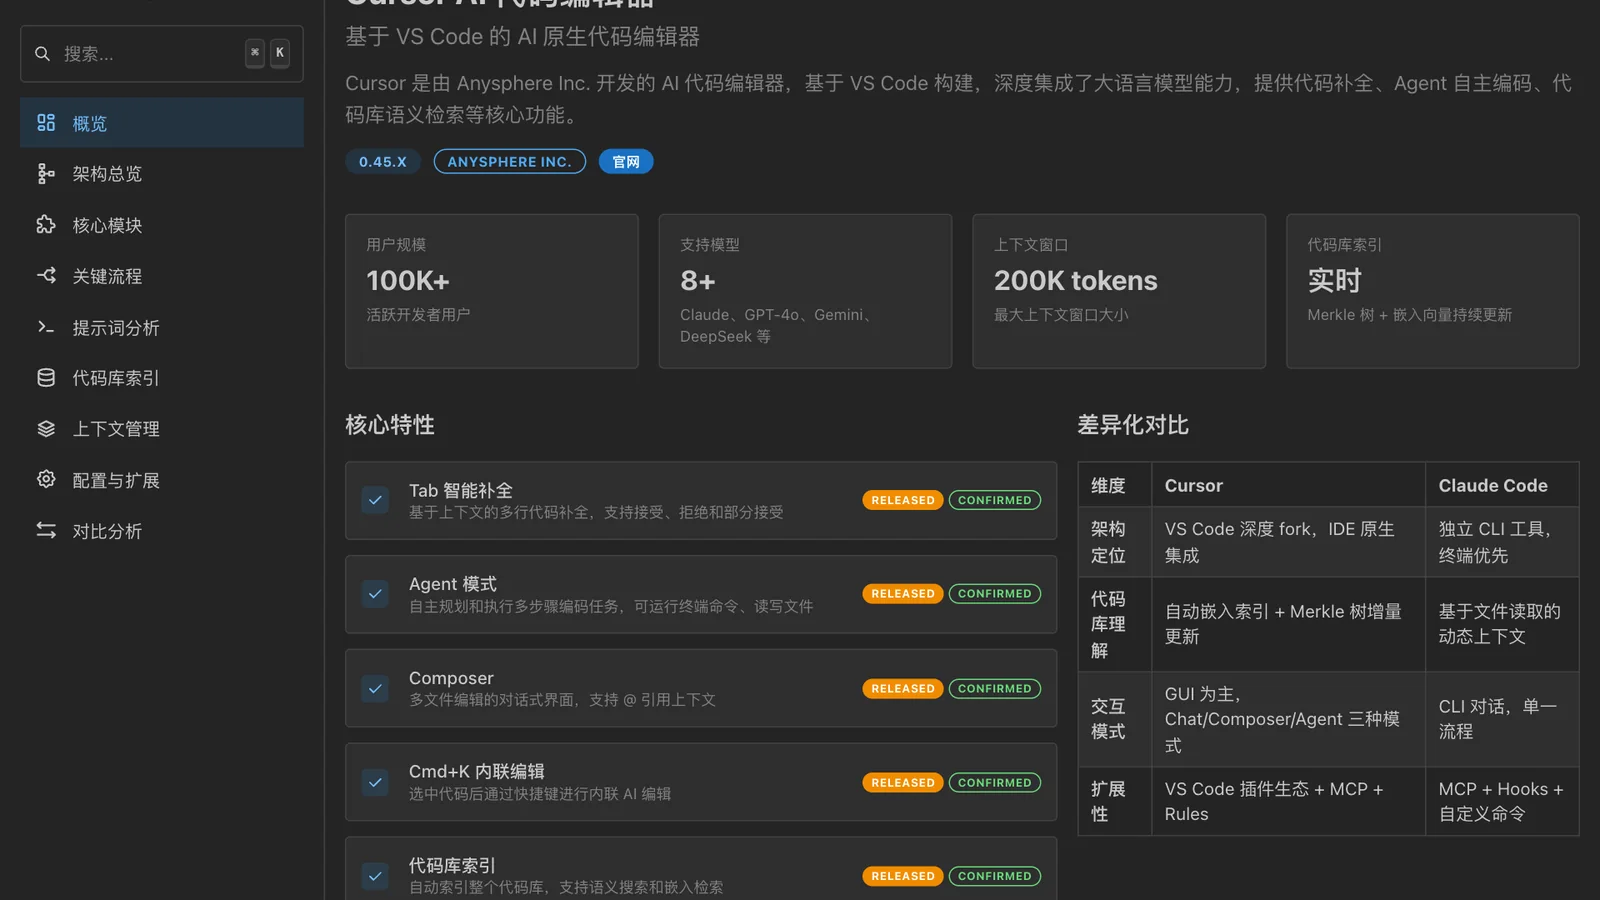 搜索...
⌘ K
概览
架构总览
核心模块
关键流程
提示词分析
代码库索引
上下文管理
配置与扩展
对比分析
Cursor AI 代码编辑器
基于 VS Code 的 AI 原生代码编辑器
Cursor 是由 Anysphere Inc. 开发的 AI 代码编辑器，基于 VS Code 构建，深度集成了大语言模型能力，提供代码补全、Agent 自主编码、代
码库语义检索等核心功能。
0.45.X ANYSPHERE INC. 官网
用户规模
100K+
活跃开发者用户
支持模型
8+
Claude、GPT-4o、Gemini、
DeepSeek 等
上下文窗口
200K tokens
最大上下文窗口大小
代码库索引
实时
Merkle 树 + 嵌入向量持续更新
核心特性
Tab 智能补全
基于上下文的多行代码补全，支持接受、拒绝和部分接受
RELEASED CONFIRMED
Agent 模式
自主规划和执行多步骤编码任务，可运行终端命令、读写文件
RELEASED CONFIRMED
Composer
多文件编辑的对话式界面，支持 @ 引用上下文
RELEASED CONFIRMED
Cmd+K 内联编辑
选中代码后通过快捷键进行内联 AI 编辑
RELEASED CONFIRMED
代码库索引
自动索引整个代码库，支持语义搜索和嵌入检索
RELEASED CONFIRMED
差异化对比
维度 Cursor Claude Code
架构
定位
VS Code 深度 fork，IDE 原生
集成
独立 CLI 工具，
终端优先
代码
库理
解
自动嵌入索引 + Merkle 树增量
更新
基于文件读取的
动态上下文
交互
模式
GUI 为主，
Chat/Composer/Agent 三种模
式
CLI 对话，单一
流程
扩展
性
VS Code 插件生态 + MCP +
Rules
MCP + Hooks +
自定义命令